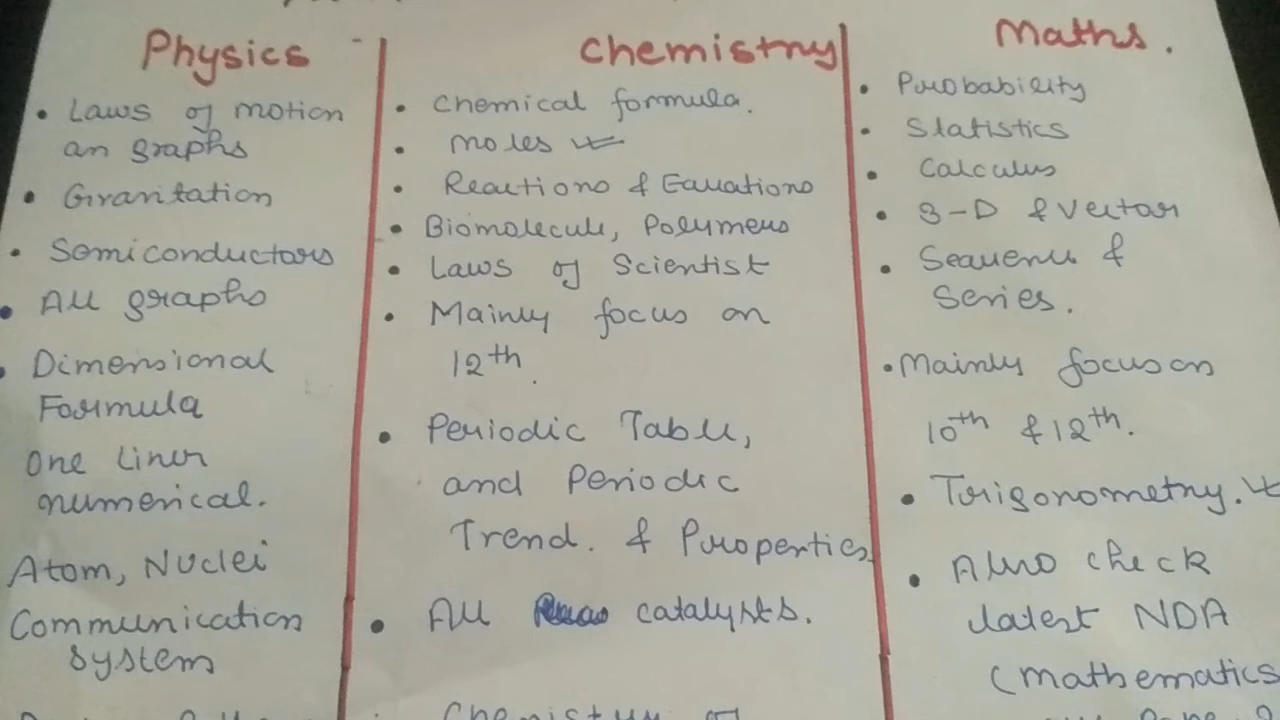 Physics
Laws of motion
an graphs
Gravitation
Semiconductors
All graphs
Dimensional
Formula
One liner
numerical.
Atom, Nuclei
Communication
system
Chemistry
Chemical formula.
moles
Reactions & Equations
Biomolecule, Polymers
Laws of Scientist
Mainly focus on
12th.
Periodic Table,
and Periodic
Trend. & Properties
All catalysts.
Chemistry of
Maths.
Probability
Statistics
Calculus
3-D & Vector
Sequence &
Series.
Mainly focus on
10th & 12th.
Trigonometry.
Also check
latest NDA
(mathematics